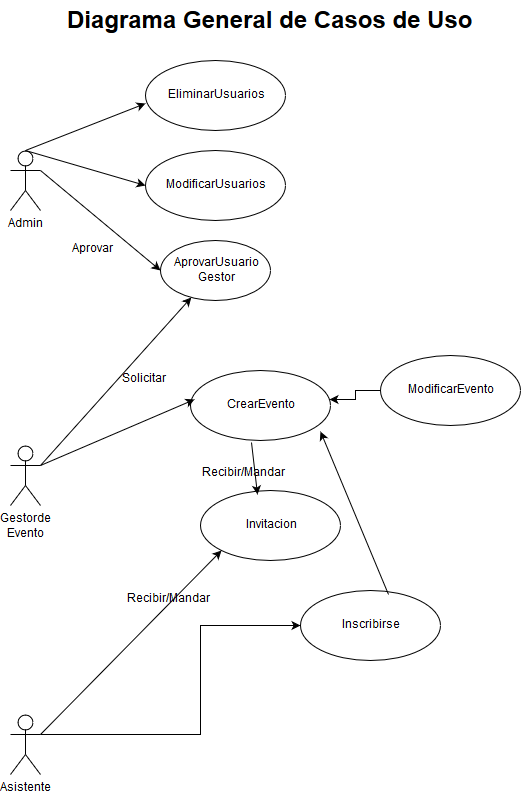 Diagrama General de Casos de Uso
EliminarUsuarios
ModificarUsuarios
Admin
Aprovar
AprovarUsuario
Gestor
Solicitar
ModificarEvento
CrearEvento
Recibir/Mandar
Gestorde
Evento
Invitacion
Recibir/Mandar
Inscribirse
Asistente